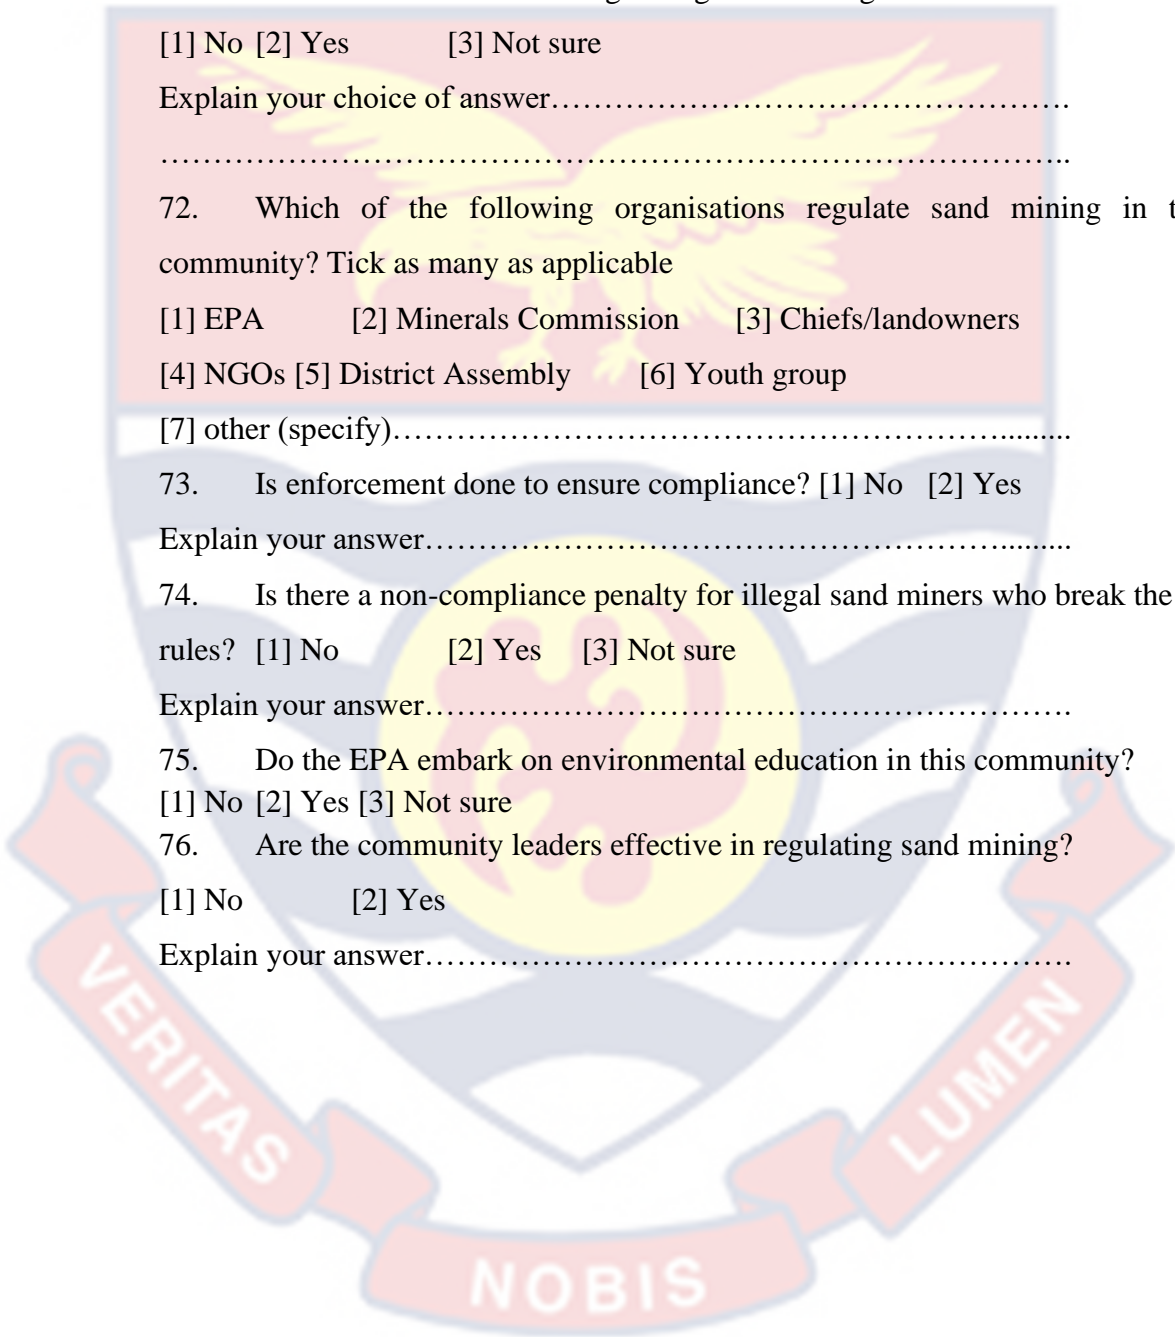 [1] No [2] Yes [3] Not sure
Explain your choice of answer……………………………………………….
…………………………………………………………………………………..
72. Which of the following organisations regulate sand mining in
community? Tick as many as applicable
[1] EPA [2] Minerals Commission [3] Chiefs/landowners
[4] NGOs [5] District Assembly [6] Youth group
[7] other (specify)…………………………………………………….........
73. Is enforcement done to ensure compliance? [1] No [2] Yes
Explain your answer………………………………………………….........
74. Is there a non-compliance penalty for illegal sand miners who break the
rules? [1] No [2] Yes [3] Not sure
Explain your answer……………………………………………………….
75. Do the EPA embark on environmental education in this community?
[1] No [2] Yes [3] Not sure
76. Are the community leaders effective in regulating sand mining?
[1] No [2] Yes
Explain your answer……………………………………………………….
VERITAS
NOBIS
LUMEN